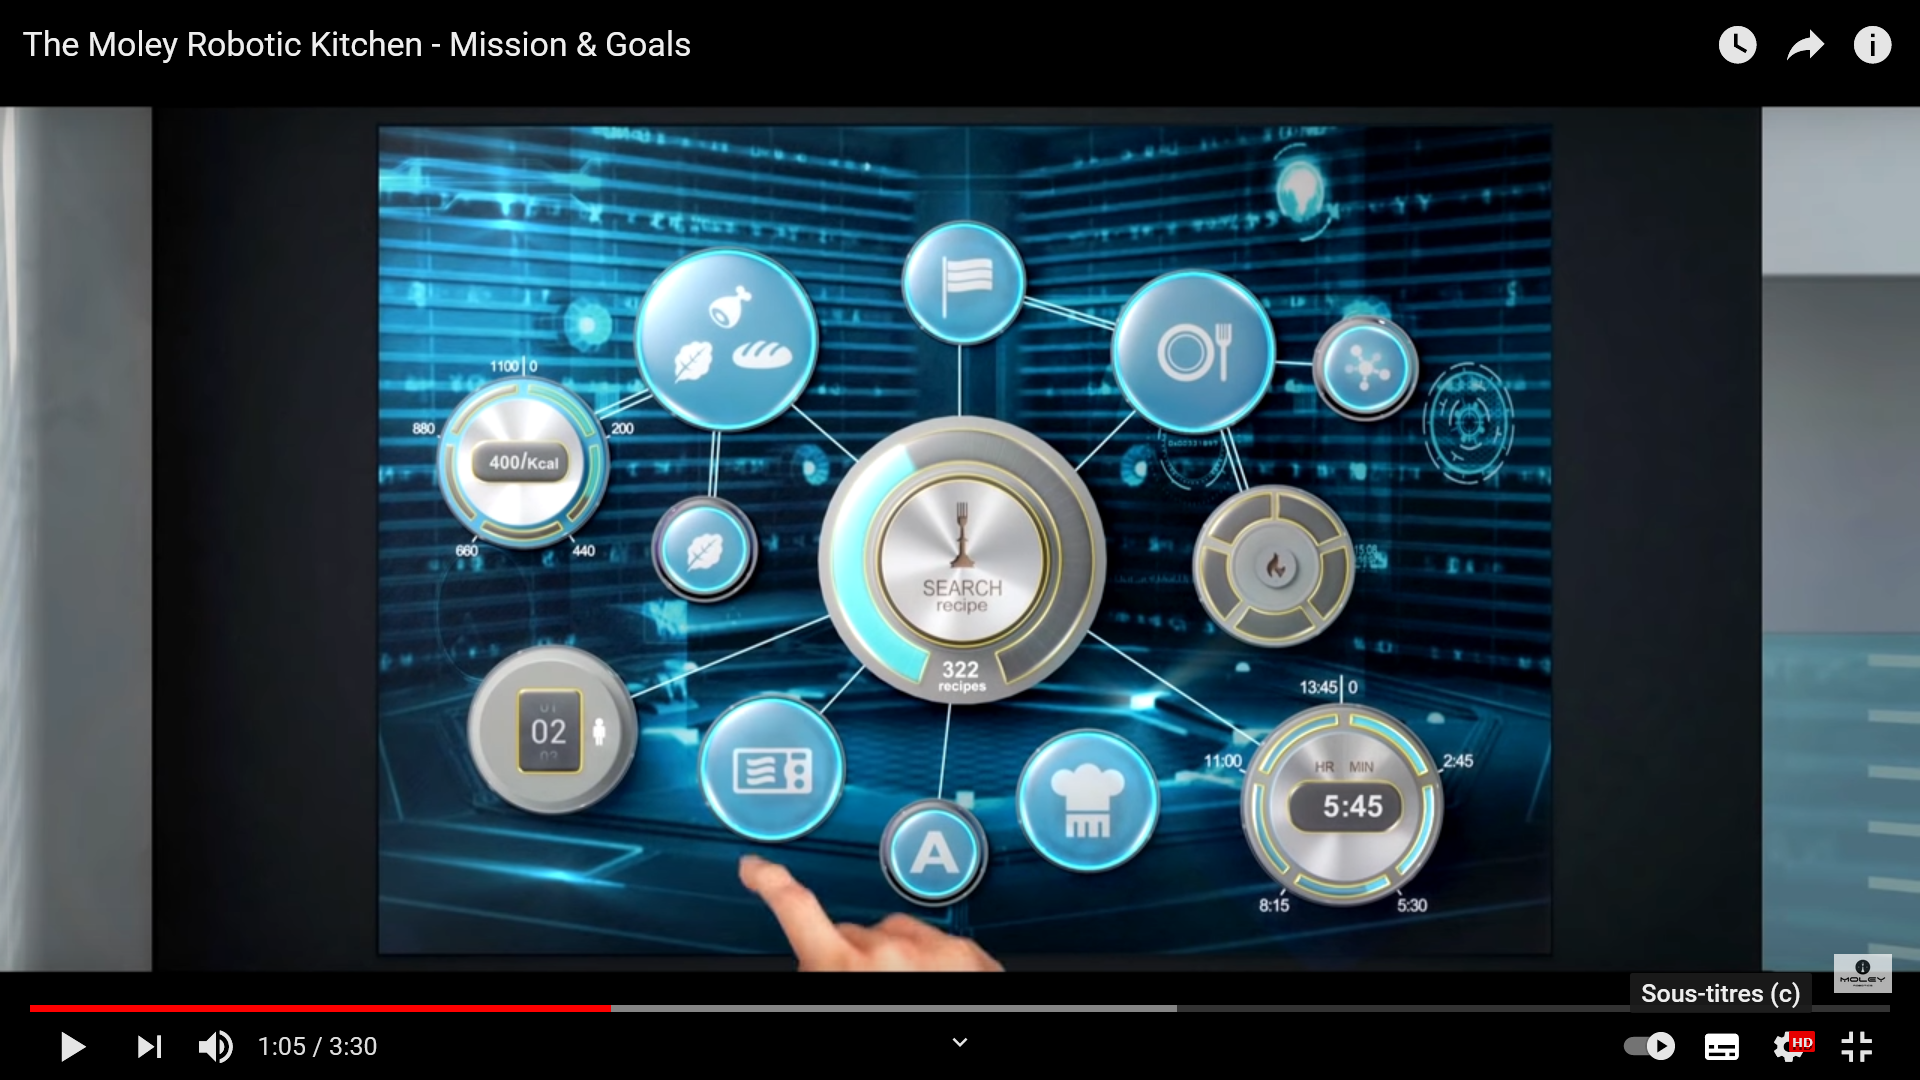 The Moley Robotic Kitchen - Mission & Goals
1100 | 0
880
200
400/Kcal
660
440
SEARCH
recipe
322
recipes
02
A
13:45 | 0
11:00
2:45
HR MIN
5:45
8:15
5:30
MOLEY
Sous-titres (c)
1:05 / 3:30
HD